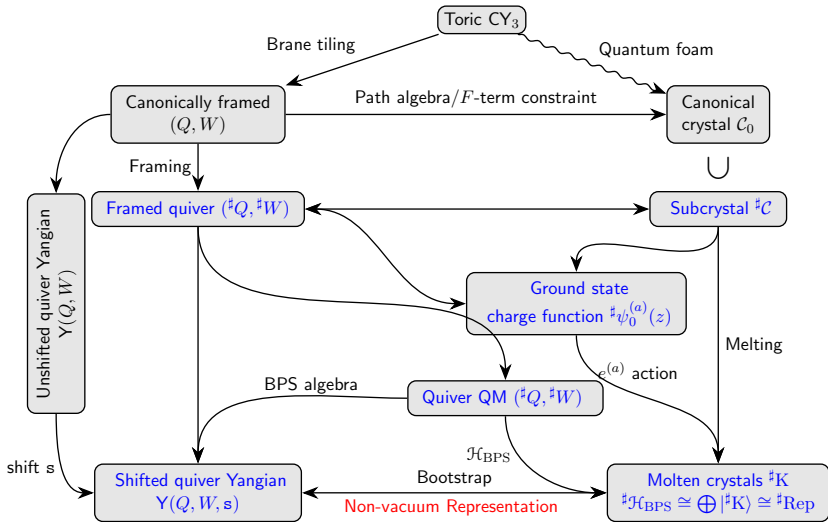 Toric CY₃
Brane tiling
Quantum foam
Canonically framed
(Q, W)
Path algebra/F-term constraint
Canonical
crystal 𝒞₀
Framing
⋃
Unshifted quiver Yangian
Y(Q, W)
Framed quiver (♯Q, ♯W)
Subcrystal ♯𝒞
Ground state
charge function ♯ψ₀⁽ᵃ⁾(z)
Melting
e⁽ᵃ⁾ action
BPS algebra
Quiver QM (♯Q, ♯W)
ℋ_BPS
shift s
Shifted quiver Yangian
Y(Q, W, s)
Bootstrap
Non-vacuum Representation
Molten crystals ♯K
♯ℋ_BPS ≅ ⨁ |♯K⟩ ≅ ♯Rep